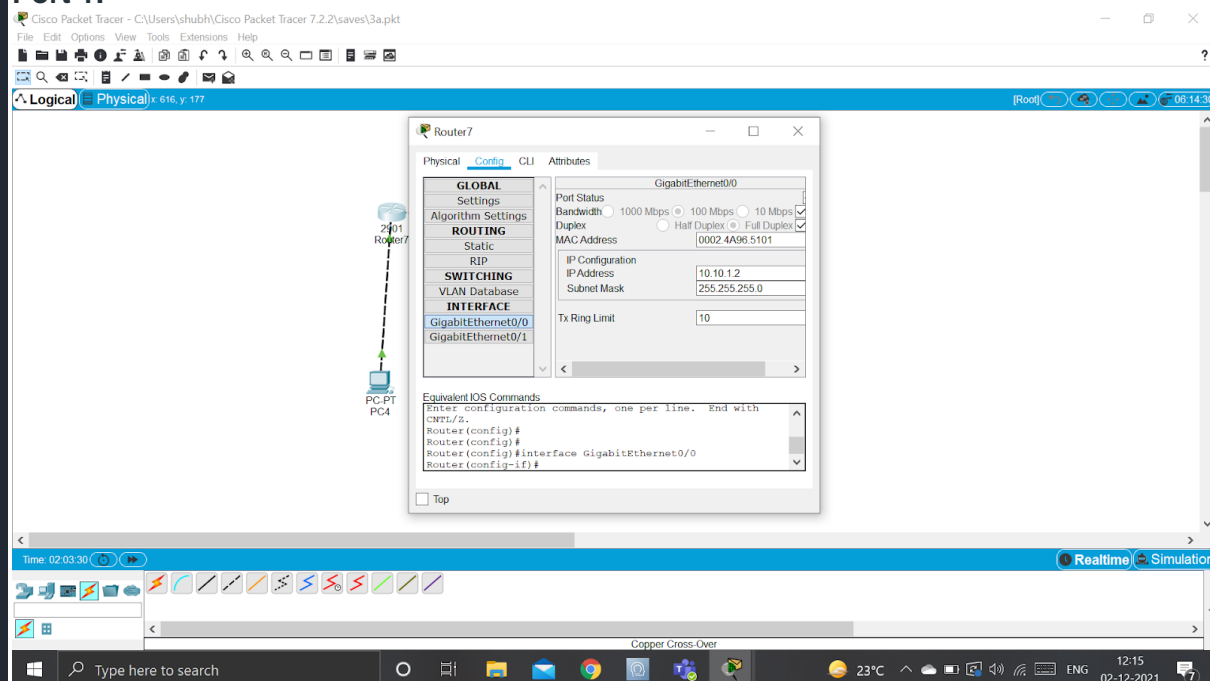 Cisco Packet Tracer - C:\Users\shubh\Cisco Packet Tracer 7.2.2\saves\3a.pkt
File Edit Options View Tools Extensions Help
Logical Physical x: 616, y: 177 [Root] 06:14:30
Router7
Physical Config CLI Attributes
GLOBAL
Settings
Algorithm Settings
ROUTING
Static
RIP
SWITCHING
VLAN Database
INTERFACE
GigabitEthernet0/0
GigabitEthernet0/1
GigabitEthernet0/0
Port Status
Bandwidth 1000 Mbps 100 Mbps 10 Mbps
Duplex Half Duplex Full Duplex
MAC Address 0002.4A96.5101
IP Configuration
IP Address 10.10.1.2
Subnet Mask 255.255.255.0
Tx Ring Limit 10
Equivalent IOS Commands
Enter configuration commands, one per line. End with
CNTL/Z.
Router(config)#
Router(config)#
Router(config)#interface GigabitEthernet0/0
Router(config-if)#
Top
2901
Router7
PC-PT
PC4
Time: 02:03:30 Realtime Simulation
Copper Cross-Over
Type here to search 23°C ENG 12:15
02-12-2021
7